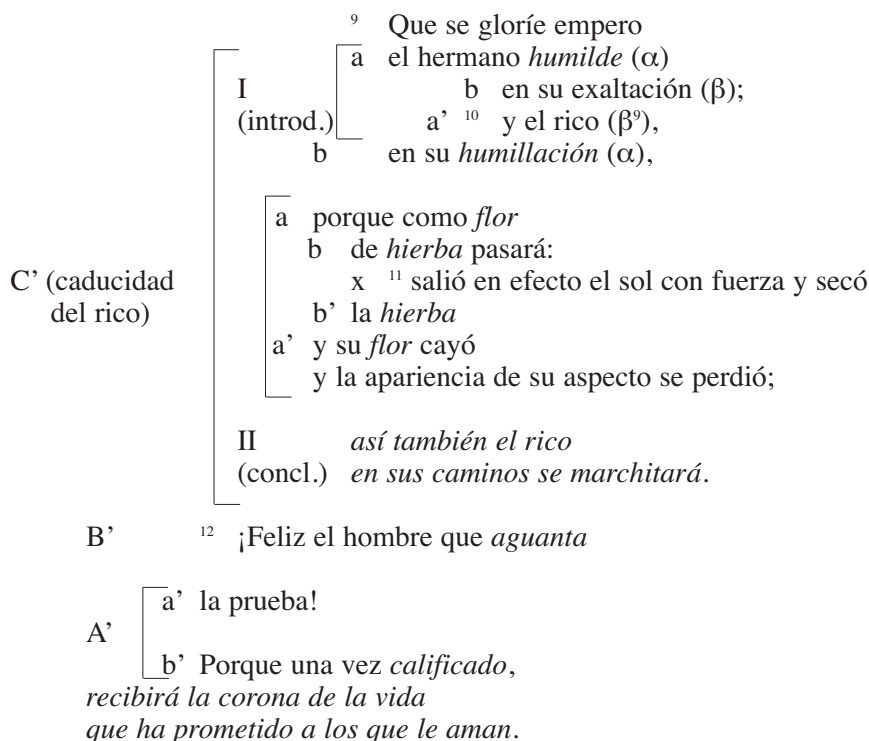 ⁹ Que se gloríe empero
a el hermano humilde (α)
I b en su exaltación (β);
(introd.) a’ ¹⁰ y el rico (β⁹),
b en su humillación (α),
a porque como flor
b de hierba pasará:
C’ (caducidad x ¹¹ salió en efecto el sol con fuerza y secó
del rico) b’ la hierba
a’ y su flor cayó
y la apariencia de su aspecto se perdió;
II así también el rico
(concl.) en sus caminos se marchitará.
B’ ¹² ¡Feliz el hombre que aguanta
a’ la prueba!
A’
b’ Porque una vez calificado,
recibirá la corona de la vida
que ha prometido a los que le aman.